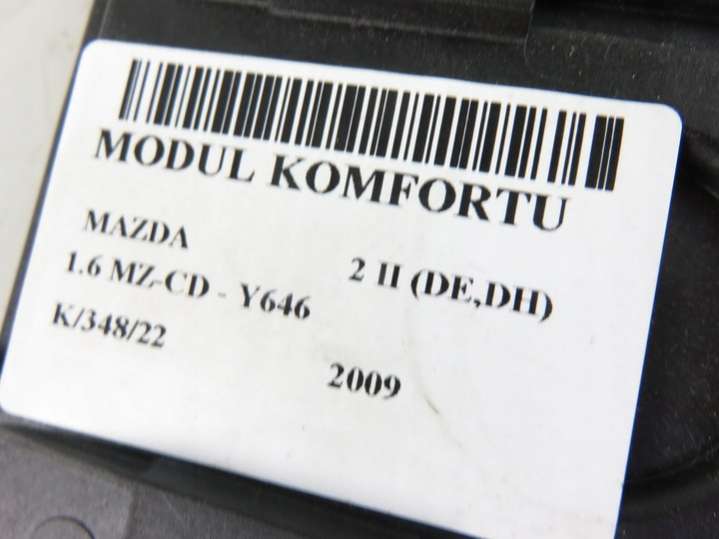 MODUL KOMFORTU
MAZDA 2 II (DE,DH)
1.6 MZ-CD - Y646
K/348/22 2009